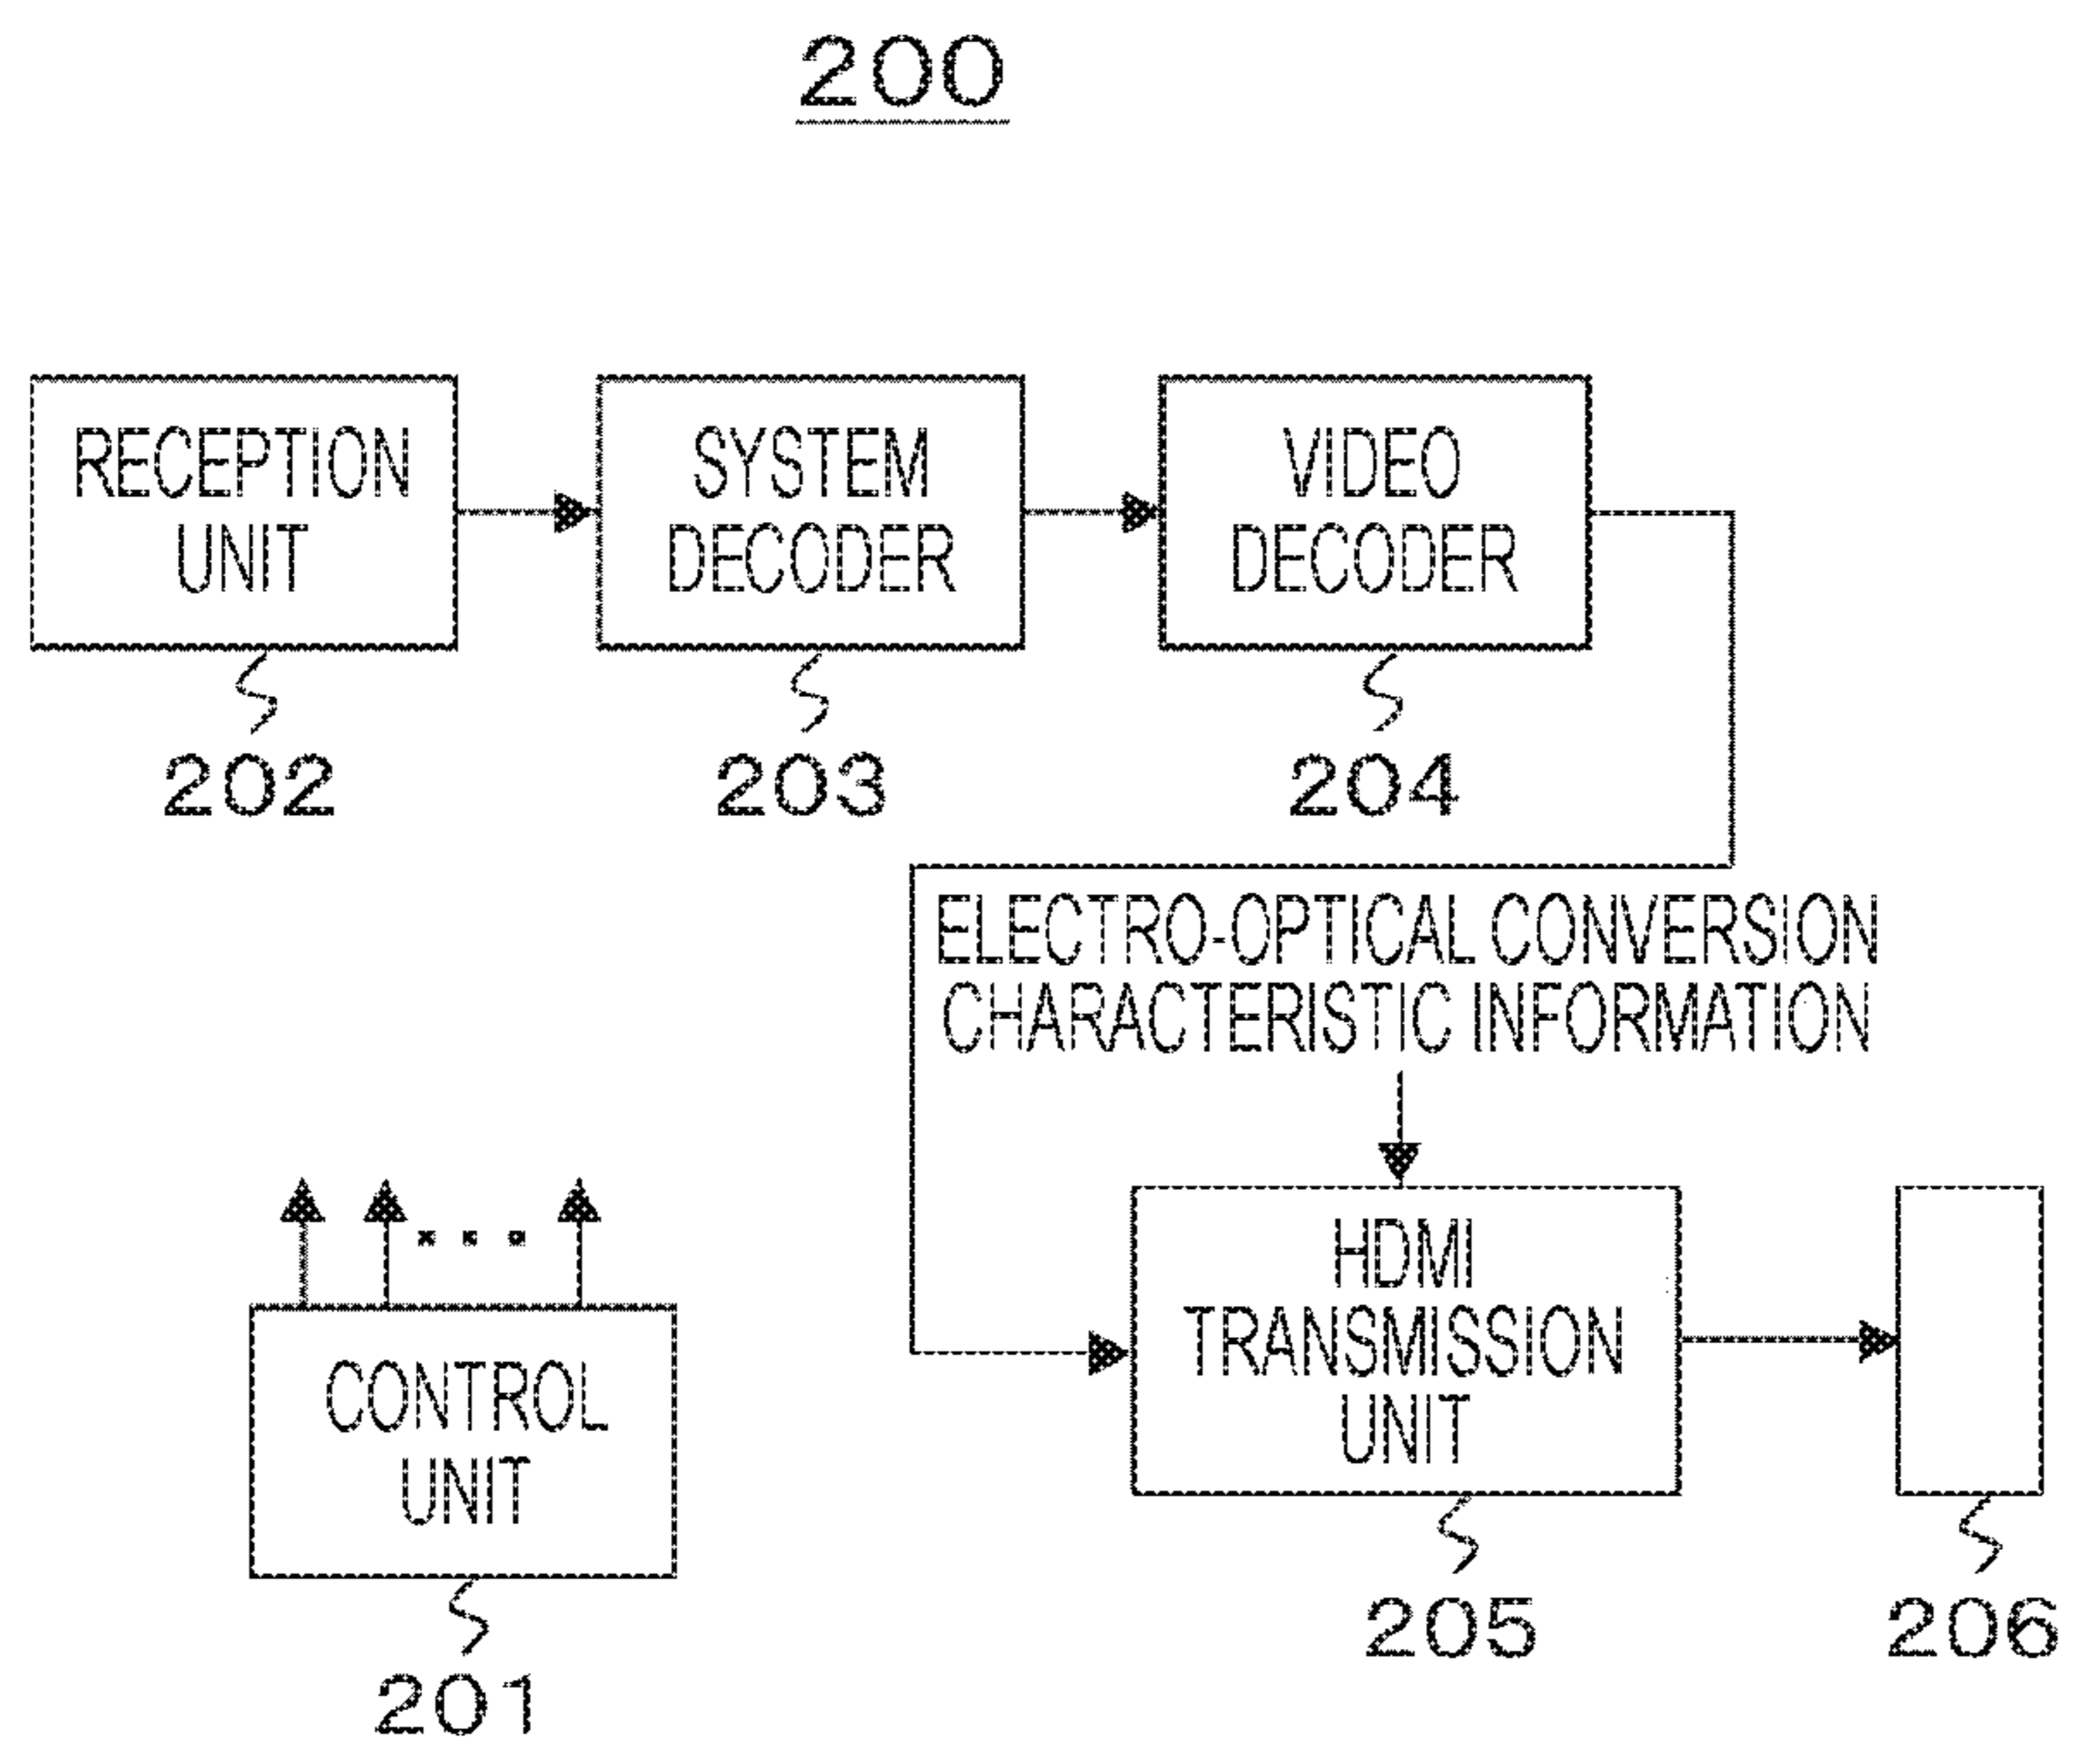 200
RECEPTION
UNIT
SYSTEM
DECODER
VIDEO
DECODER
202
203
204
ELECTRO-OPTICAL CONVERSION
CHARACTERISTIC INFORMATION
HDMI
TRANSMISSION
UNIT
CONTROL
UNIT
205
206
201